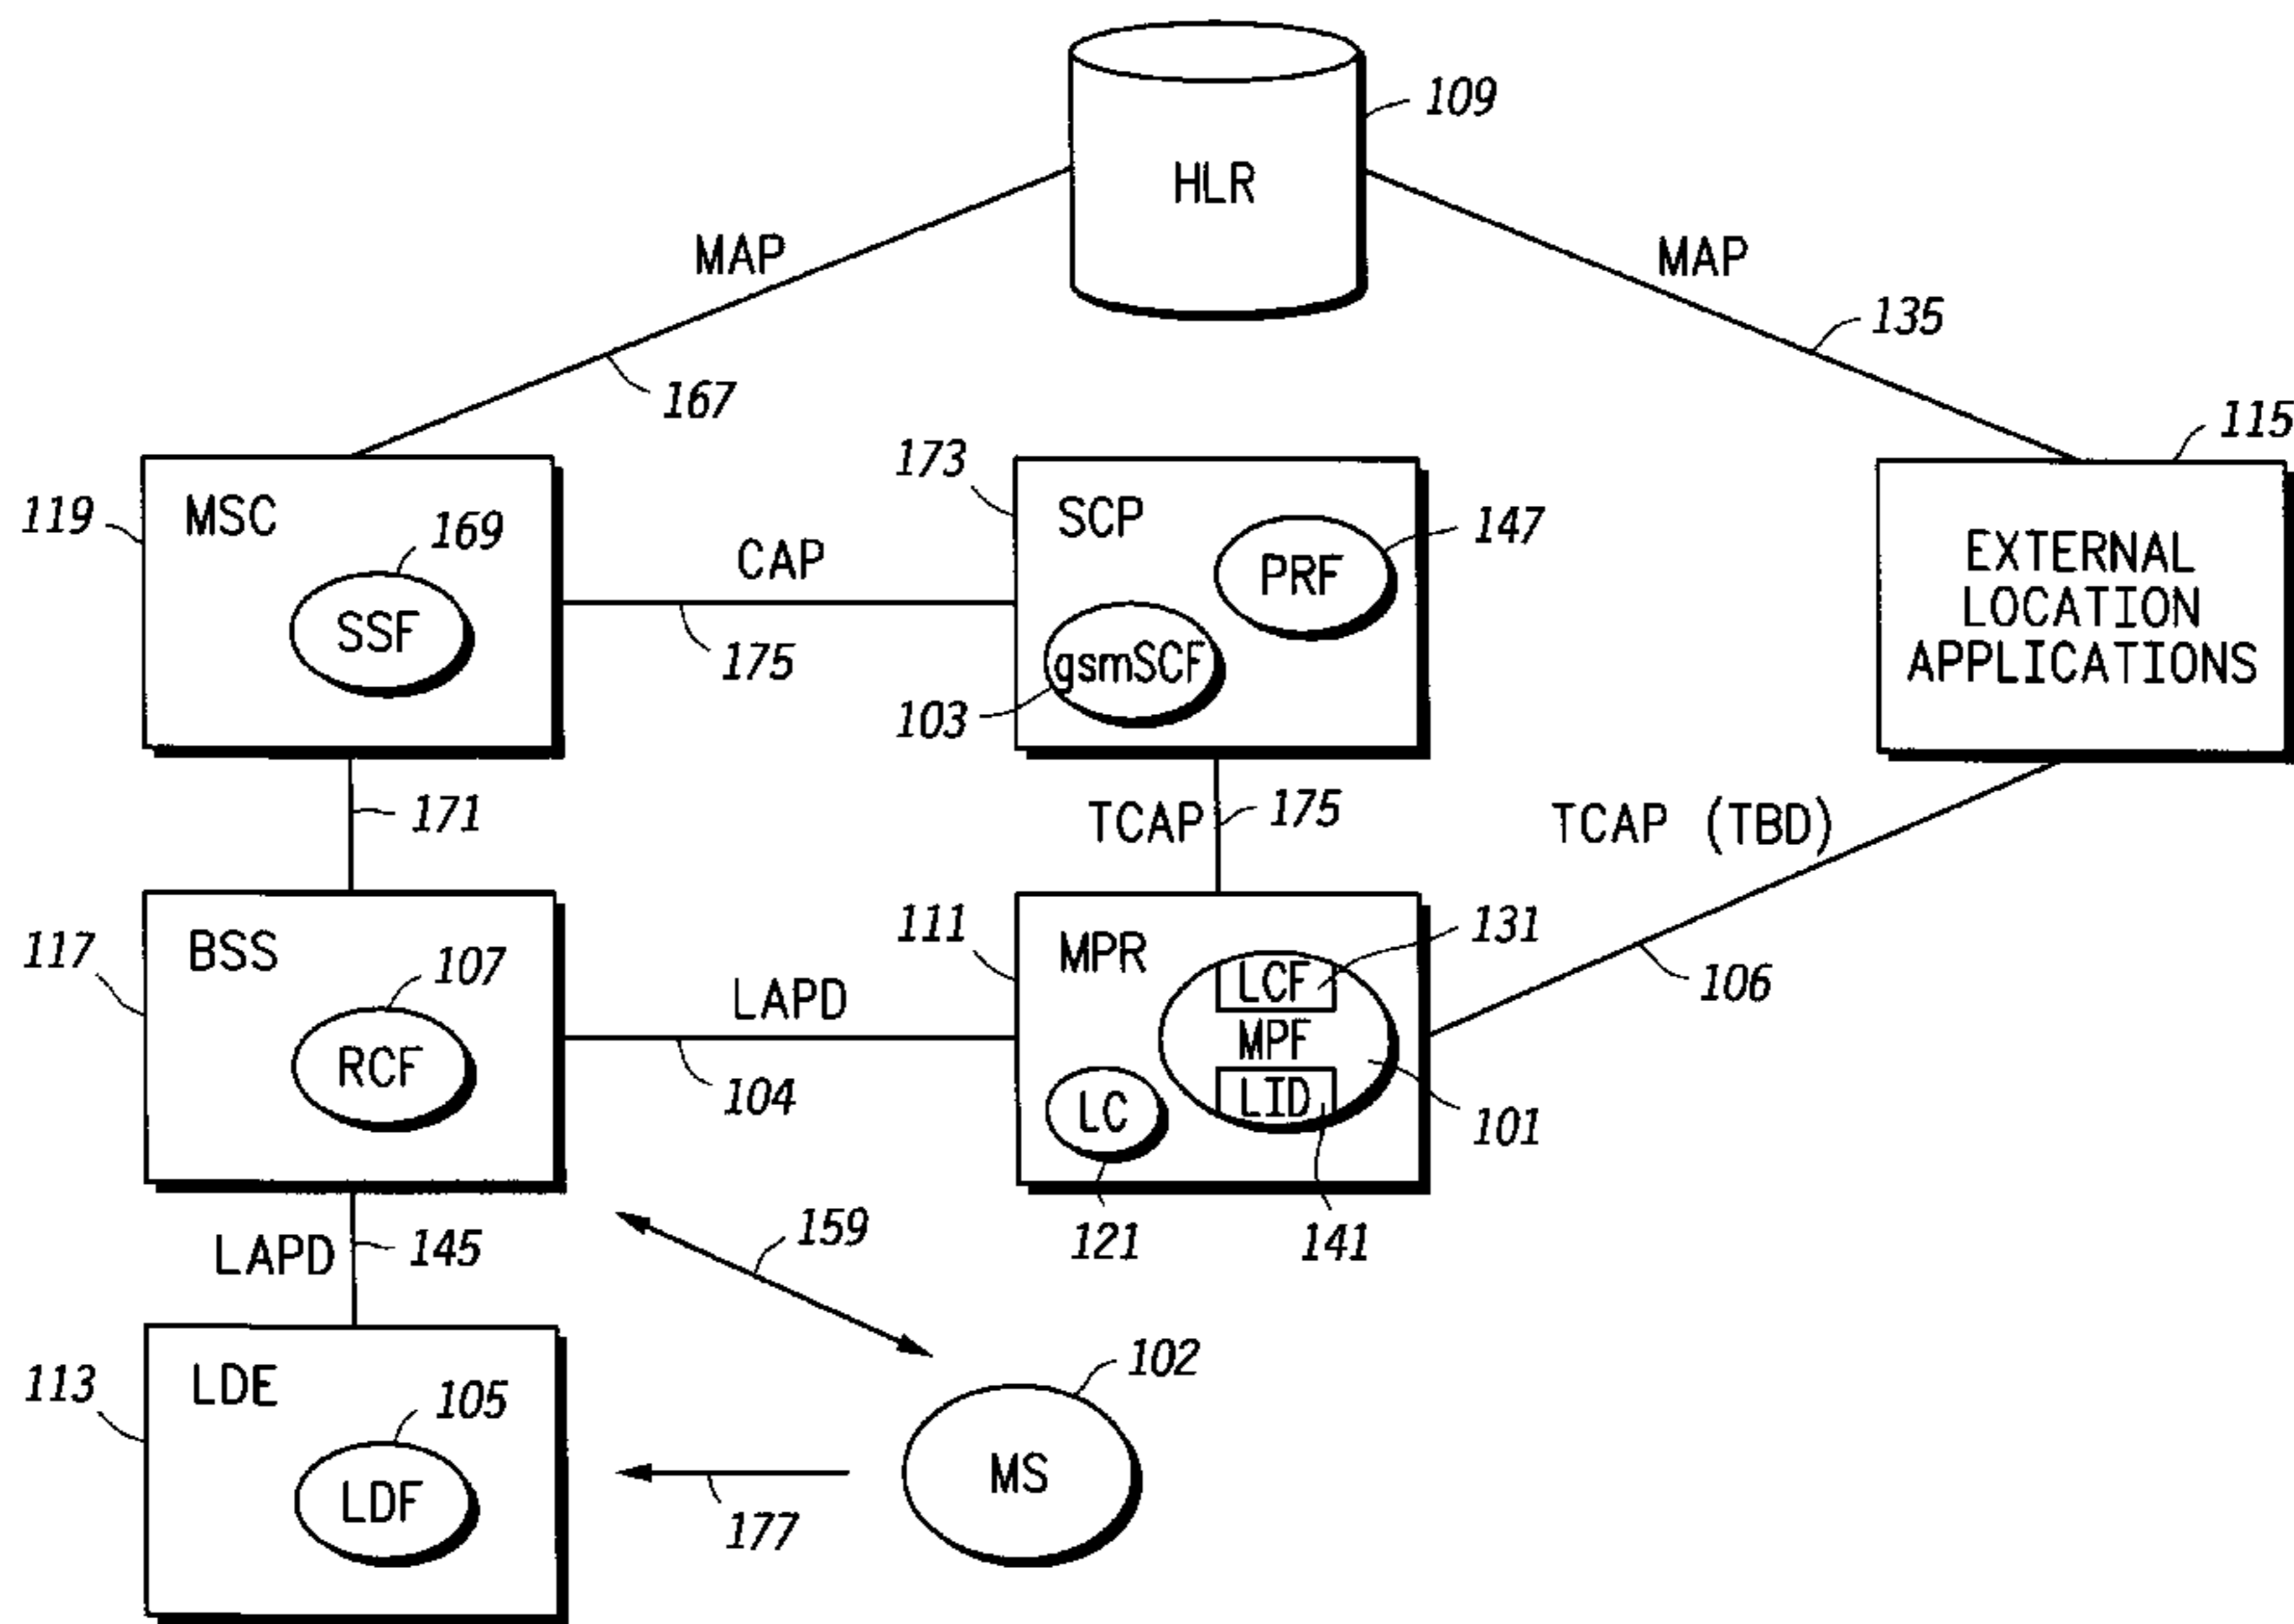 109
HLR
MAP
MAP
135
167
115
173
119
MSC
169
SSF
CAP
175
SCP
147
PRF
gsmSCF
103
EXTERNAL
LOCATION
APPLICATIONS
171
TCAP
175
TCAP (TBD)
106
117
BSS
107
RCF
LAPD
104
111
MPR
131
LCF
MPF
LID
LC
101
121
141
LAPD
145
159
113
LDE
105
LDF
177
102
MS